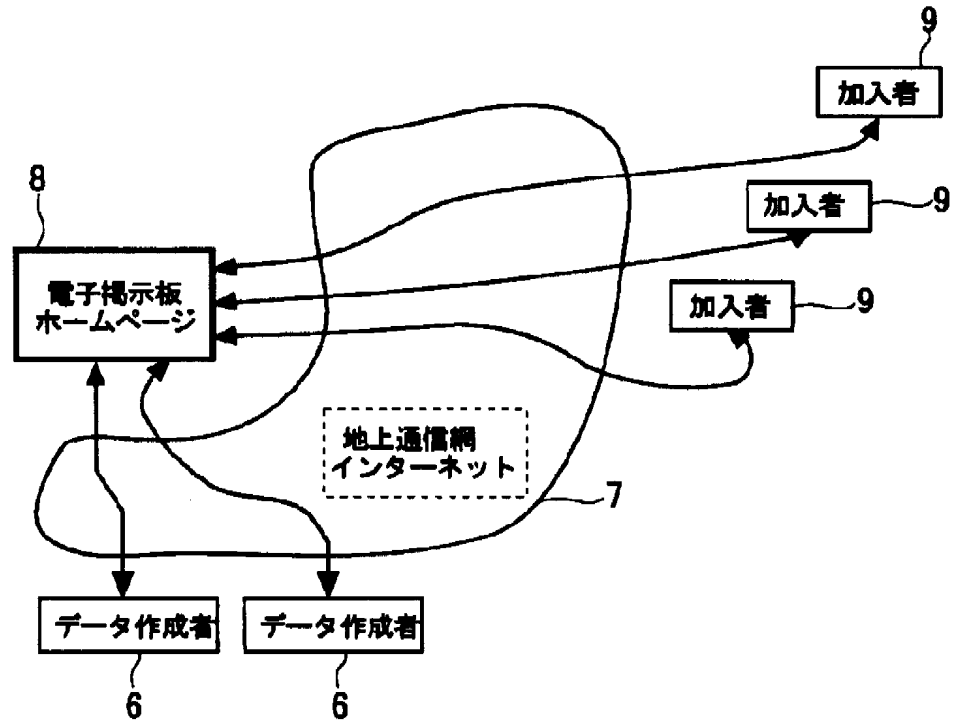 9
加入者
8
加入者
9
電子掲示板
ホームページ
加入者
9
地上通信網
インターネット
7
データ作成者
データ作成者
6
6